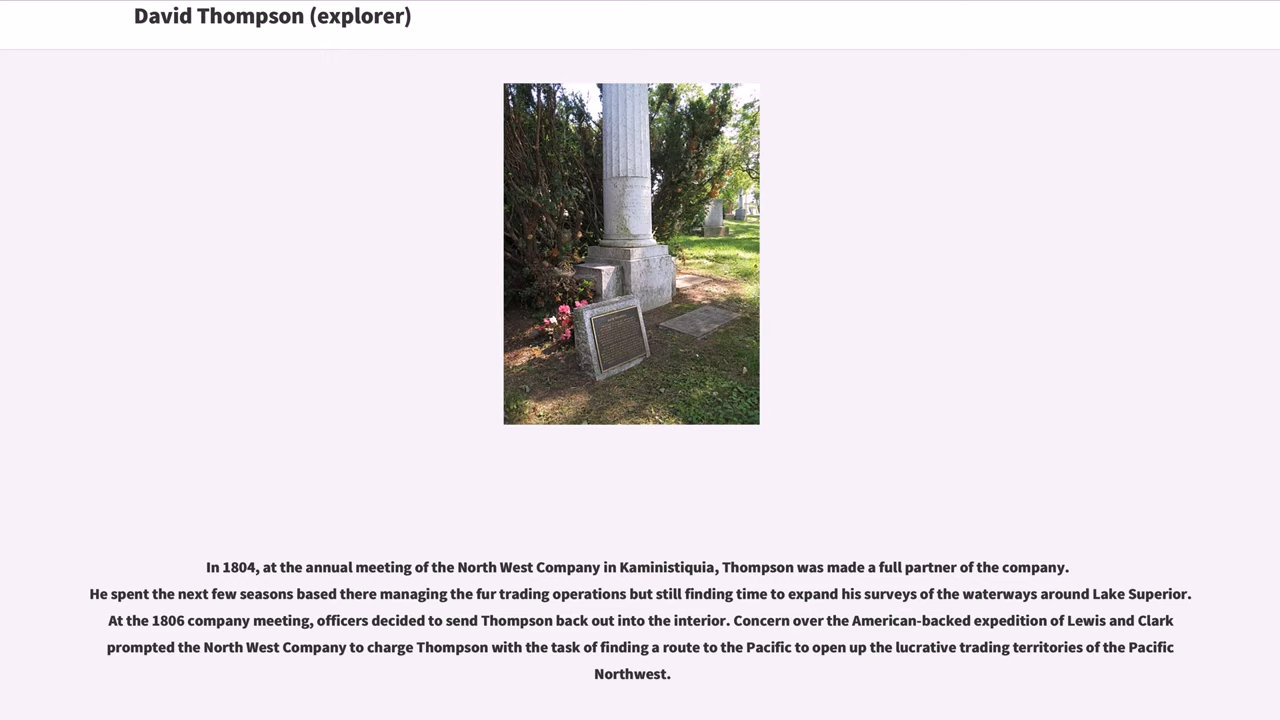 David Thompson (explorer)
In 1804, at the annual meeting of the North West Company in Kaministiquia, Thompson was made a full partner of the company.
He spent the next few seasons based there managing the fur trading operations but still finding time to expand his surveys of the waterways around Lake Superior.
At the 1806 company meeting, officers decided to send Thompson back out into the interior. Concern over the American-backed expedition of Lewis and Clark
prompted the North West Company to charge Thompson with the task of finding a route to the Pacific to open up the lucrative trading territories of the Pacific
Northwest.